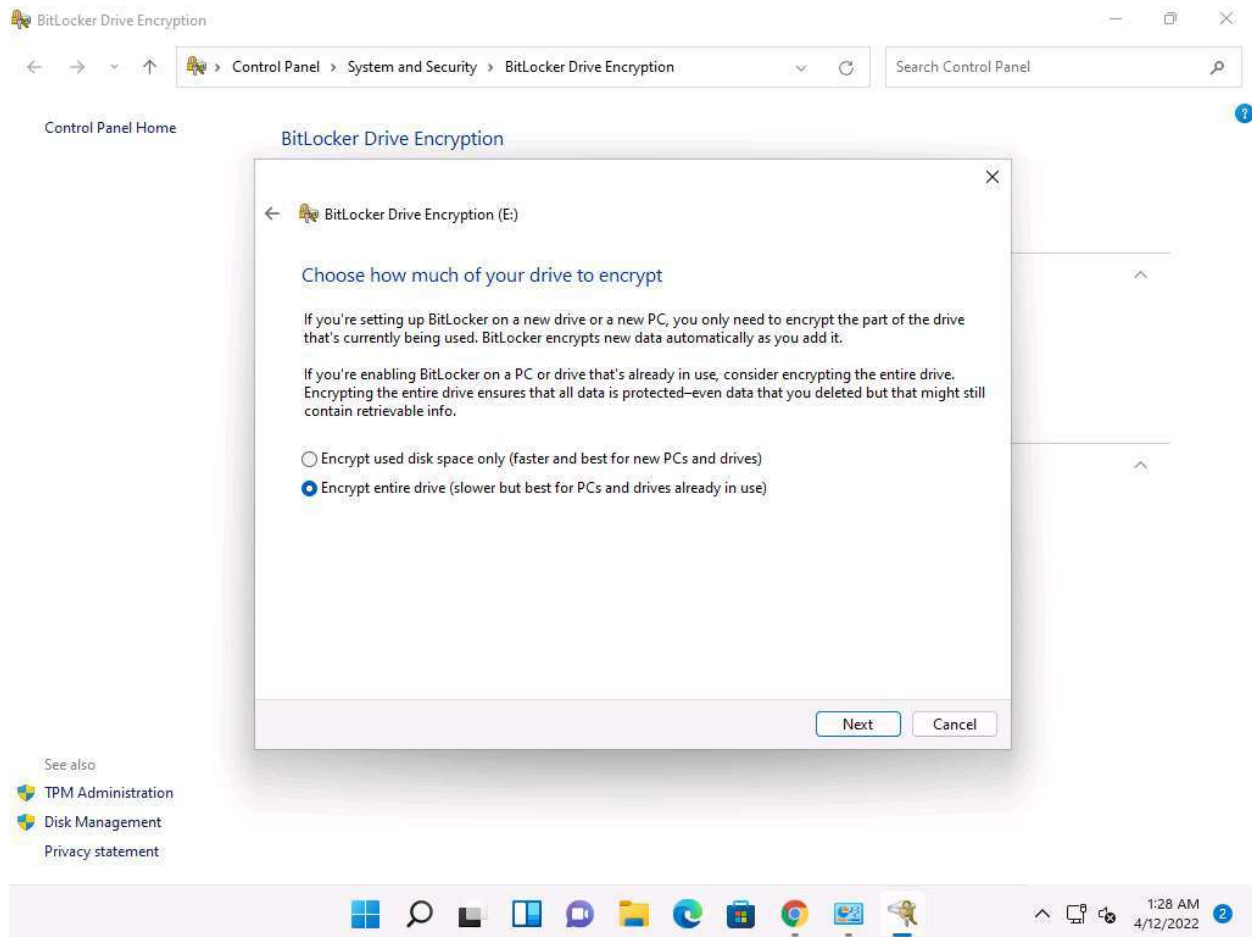 BitLocker Drive Encryption
Control Panel > System and Security > BitLocker Drive Encryption
Search Control Panel
?
Control Panel Home
BitLocker Drive Encryption
BitLocker Drive Encryption (E:)
Choose how much of your drive to encrypt
If you're setting up BitLocker on a new drive or a new PC, you only need to encrypt the part of the drive
that's currently being used. BitLocker encrypts new data automatically as you add it.
If you're enabling BitLocker on a PC or drive that's already in use, consider encrypting the entire drive.
Encrypting the entire drive ensures that all data is protected–even data that you deleted but that might still
contain retrievable info.
Encrypt used disk space only (faster and best for new PCs and drives)
Encrypt entire drive (slower but best for PCs and drives already in use)
Next Cancel
See also
TPM Administration
Disk Management
Privacy statement
1:28 AM
4/12/2022
2